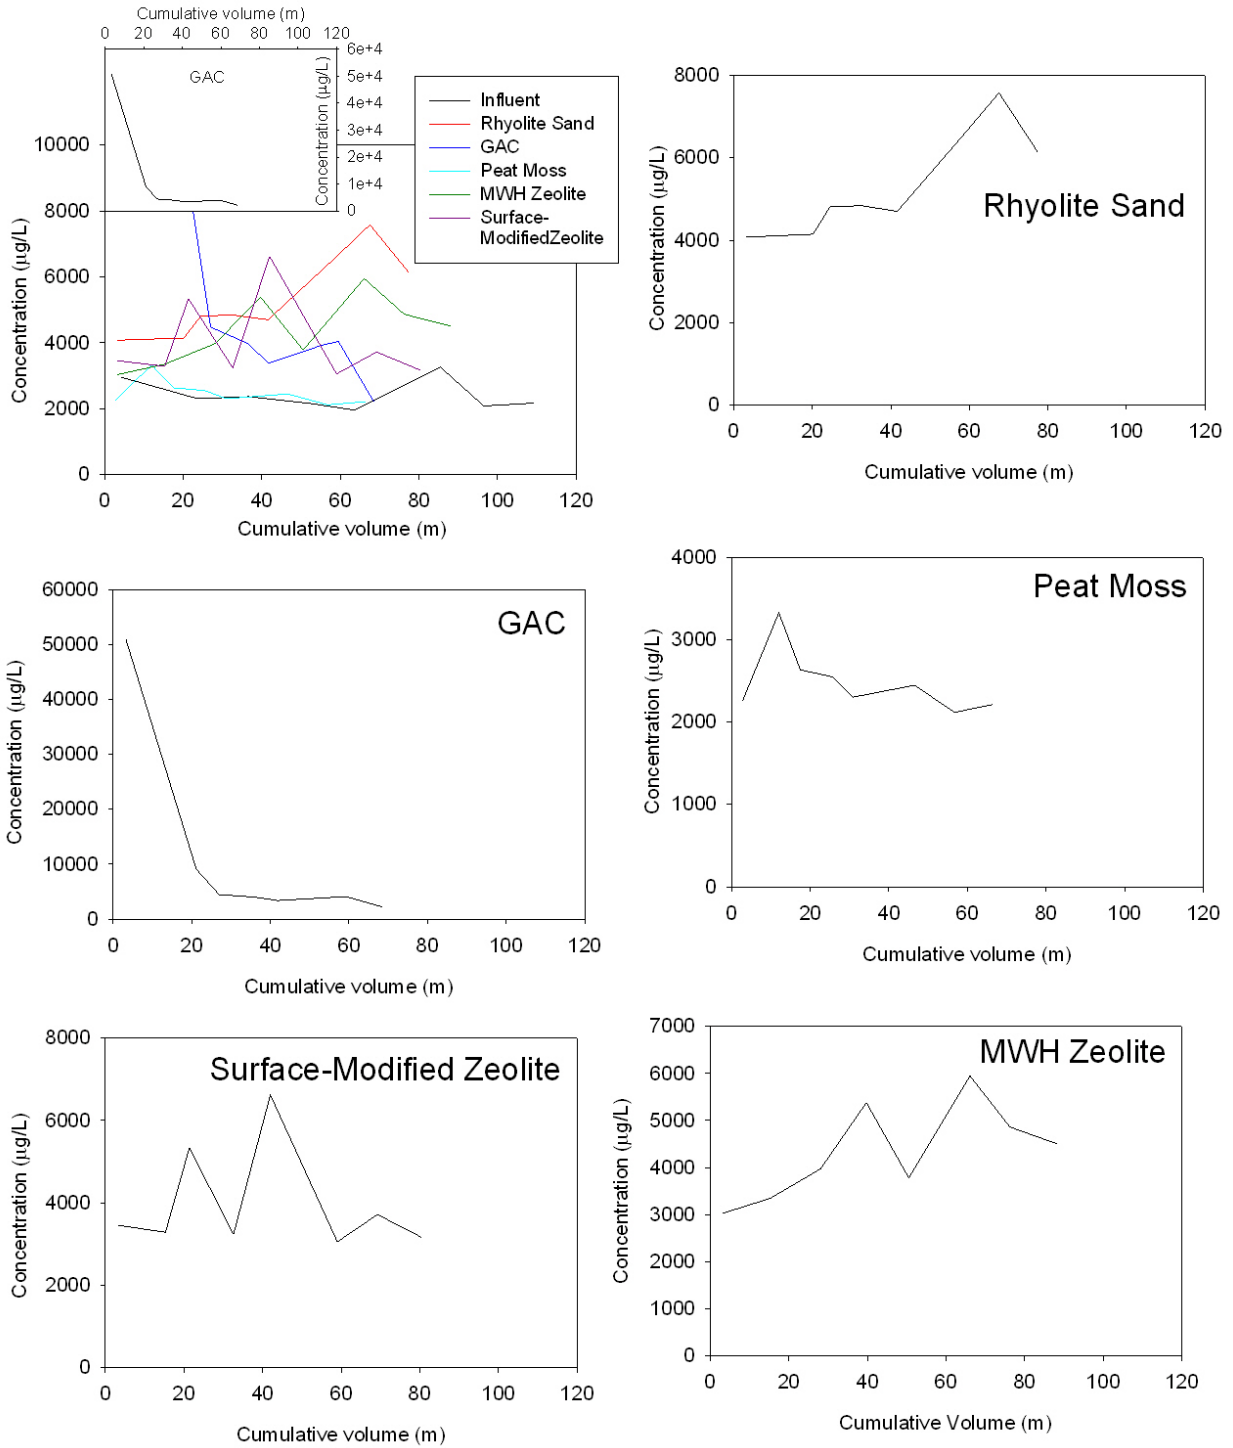 Cumulative volume (m)
0 20 40 60 80 100 120
6e+4
5e+4
4e+4
3e+4
2e+4
1e+4
0
Concentration (µg/L)
GAC
Influent
Rhyolite Sand
GAC
Peat Moss
MWH Zeolite
Surface-
ModifiedZeolite
10000
8000
6000
4000
2000
0
Concentration (µg/L)
0 20 40 60 80 100 120
Cumulative volume (m)
8000
6000
4000
2000
0
Concentration (µg/L)
Rhyolite Sand
0 20 40 60 80 100 120
Cumulative volume (m)
60000
50000
40000
30000
20000
10000
0
Concentration (µg/L)
GAC
0 20 40 60 80 100 120
Cumulative volume (m)
4000
3000
2000
1000
0
Concentration (µg/L)
Peat Moss
0 20 40 60 80 100 120
Cumulative volume (m)
8000
6000
4000
2000
0
Concentration (µg/L)
Surface-Modified Zeolite
0 20 40 60 80 100 120
Cumulative volume (m)
7000
6000
5000
4000
3000
2000
1000
0
Concentration (µg/L)
MWH Zeolite
0 20 40 60 80 100 120
Cumulative Volume (m)